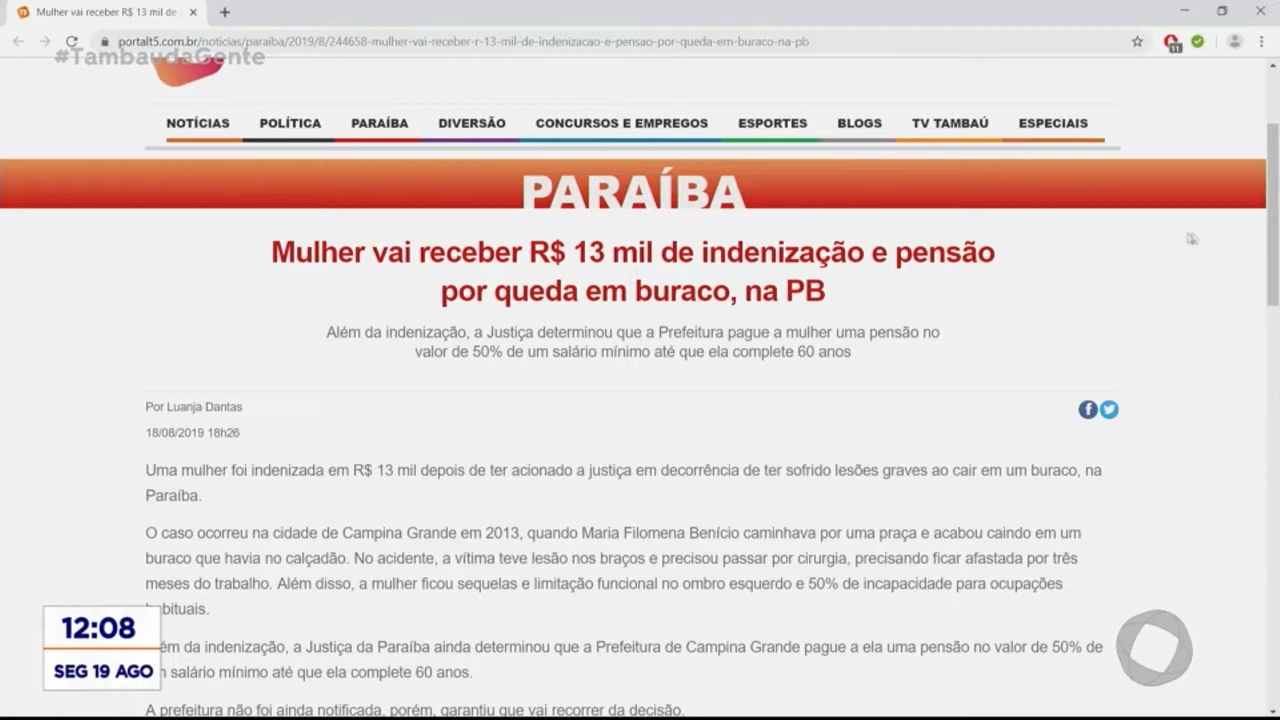 Mulher vai receber R$ 13 mil de
portalt5.com.br/noticias/paraiba/2019/8/244658-mulher-vai-receber-r-13-mil-de-indenizacao-e-pensao-por-queda-em-buraco-na-pb
11
#TambaudaGente
NOTÍCIAS POLÍTICA PARAÍBA DIVERSÃO CONCURSOS E EMPREGOS ESPORTES BLOGS TV TAMBAÚ ESPECIAIS
PARAÍBA
Mulher vai receber R$ 13 mil de indenização e pensão
por queda em buraco, na PB
Além da indenização, a Justiça determinou que a Prefeitura pague a mulher uma pensão no
valor de 50% de um salário mínimo até que ela complete 60 anos
Por Luanja Dantas
18/08/2019 18h26
Uma mulher foi indenizada em R$ 13 mil depois de ter acionado a justiça em decorrência de ter sofrido lesões graves ao cair em um buraco, na
Paraíba.
O caso ocorreu na cidade de Campina Grande em 2013, quando Maria Filomena Benício caminhava por uma praça e acabou caindo em um
buraco que havia no calçadão. No acidente, a vítima teve lesão nos braços e precisou passar por cirurgia, precisando ficar afastada por três
meses do trabalho. Além disso, a mulher ficou sequelas e limitação funcional no ombro esquerdo e 50% de incapacidade para ocupações
bituais.
ém da indenização, a Justiça da Paraíba ainda determinou que a Prefeitura de Campina Grande pague a ela uma pensão no valor de 50% de
salário mínimo até que ela complete 60 anos.
A prefeitura não foi ainda notificada, porém, garantiu que vai recorrer da decisão.
12:08
SEG 19 AGO